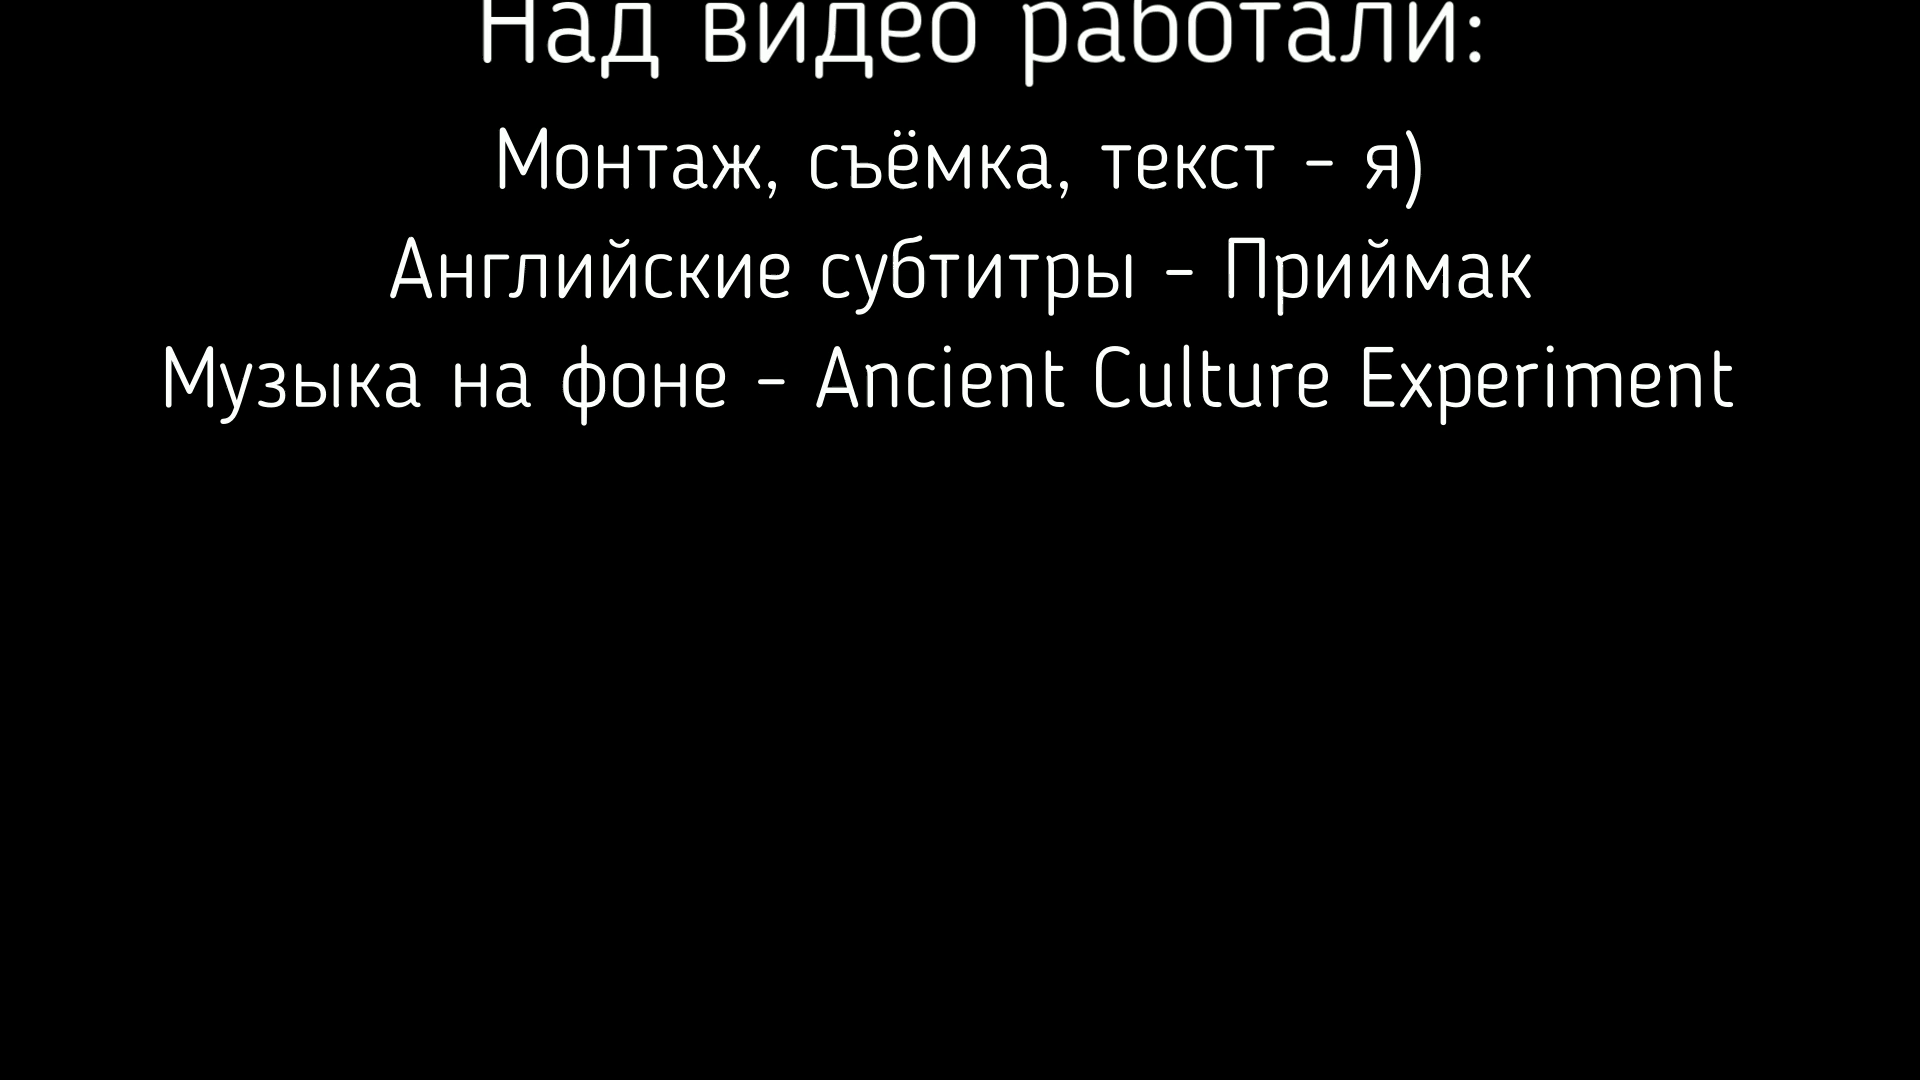 Над видео работали:
Монтаж, съёмка, текст - я)
Английские субтитры - Приймак
Музыка на фоне - Ancient Culture Experiment